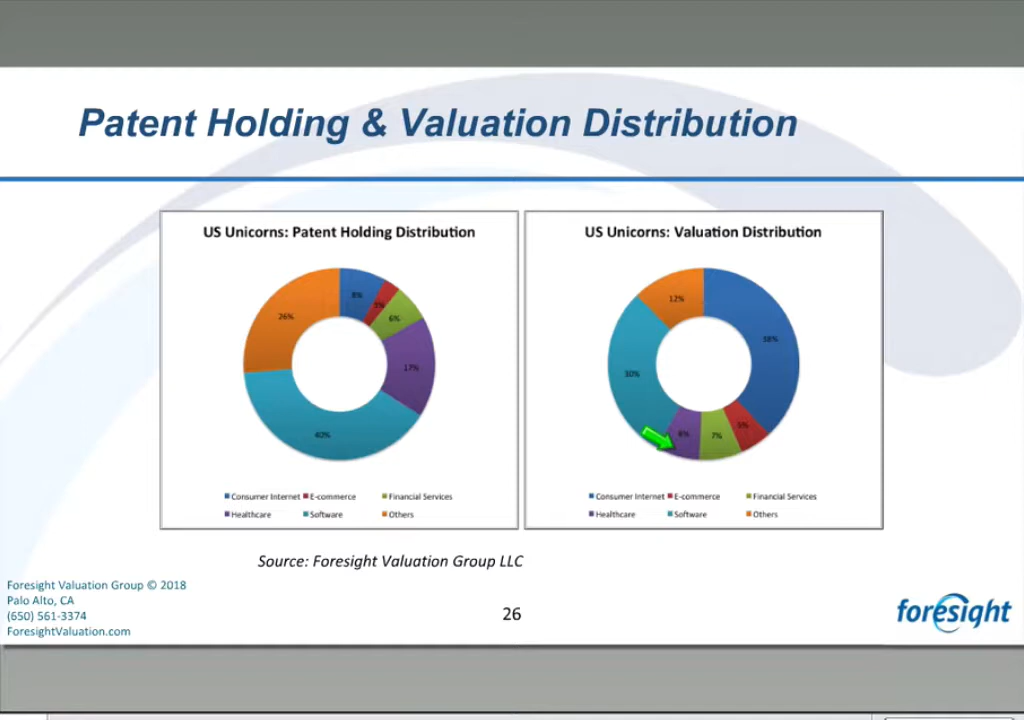 Patent Holding & Valuation Distribution
US Unicorns: Patent Holding Distribution
8%
3%
6%
17%
40%
26%
Consumer Internet E-commerce Financial Services
Healthcare Software Others
US Unicorns: Valuation Distribution
38%
7%
30%
12%
Consumer Internet E-commerce Financial Services
Healthcare Software Others
Source: Foresight Valuation Group LLC
Foresight Valuation Group © 2018
Palo Alto, CA
(650) 561-3374
ForesightValuation.com
26
foresight